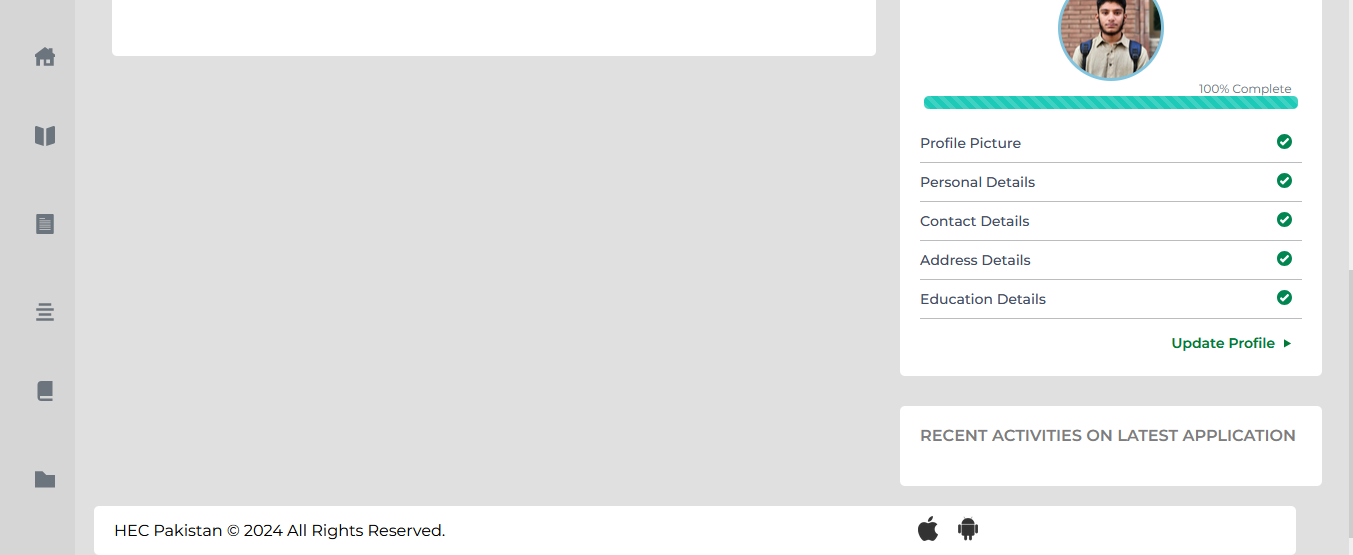 100% Complete
Profile Picture
Personal Details
Contact Details
Address Details
Education Details
Update Profile
RECENT ACTIVITIES ON LATEST APPLICATION
HEC Pakistan © 2024 All Rights Reserved.